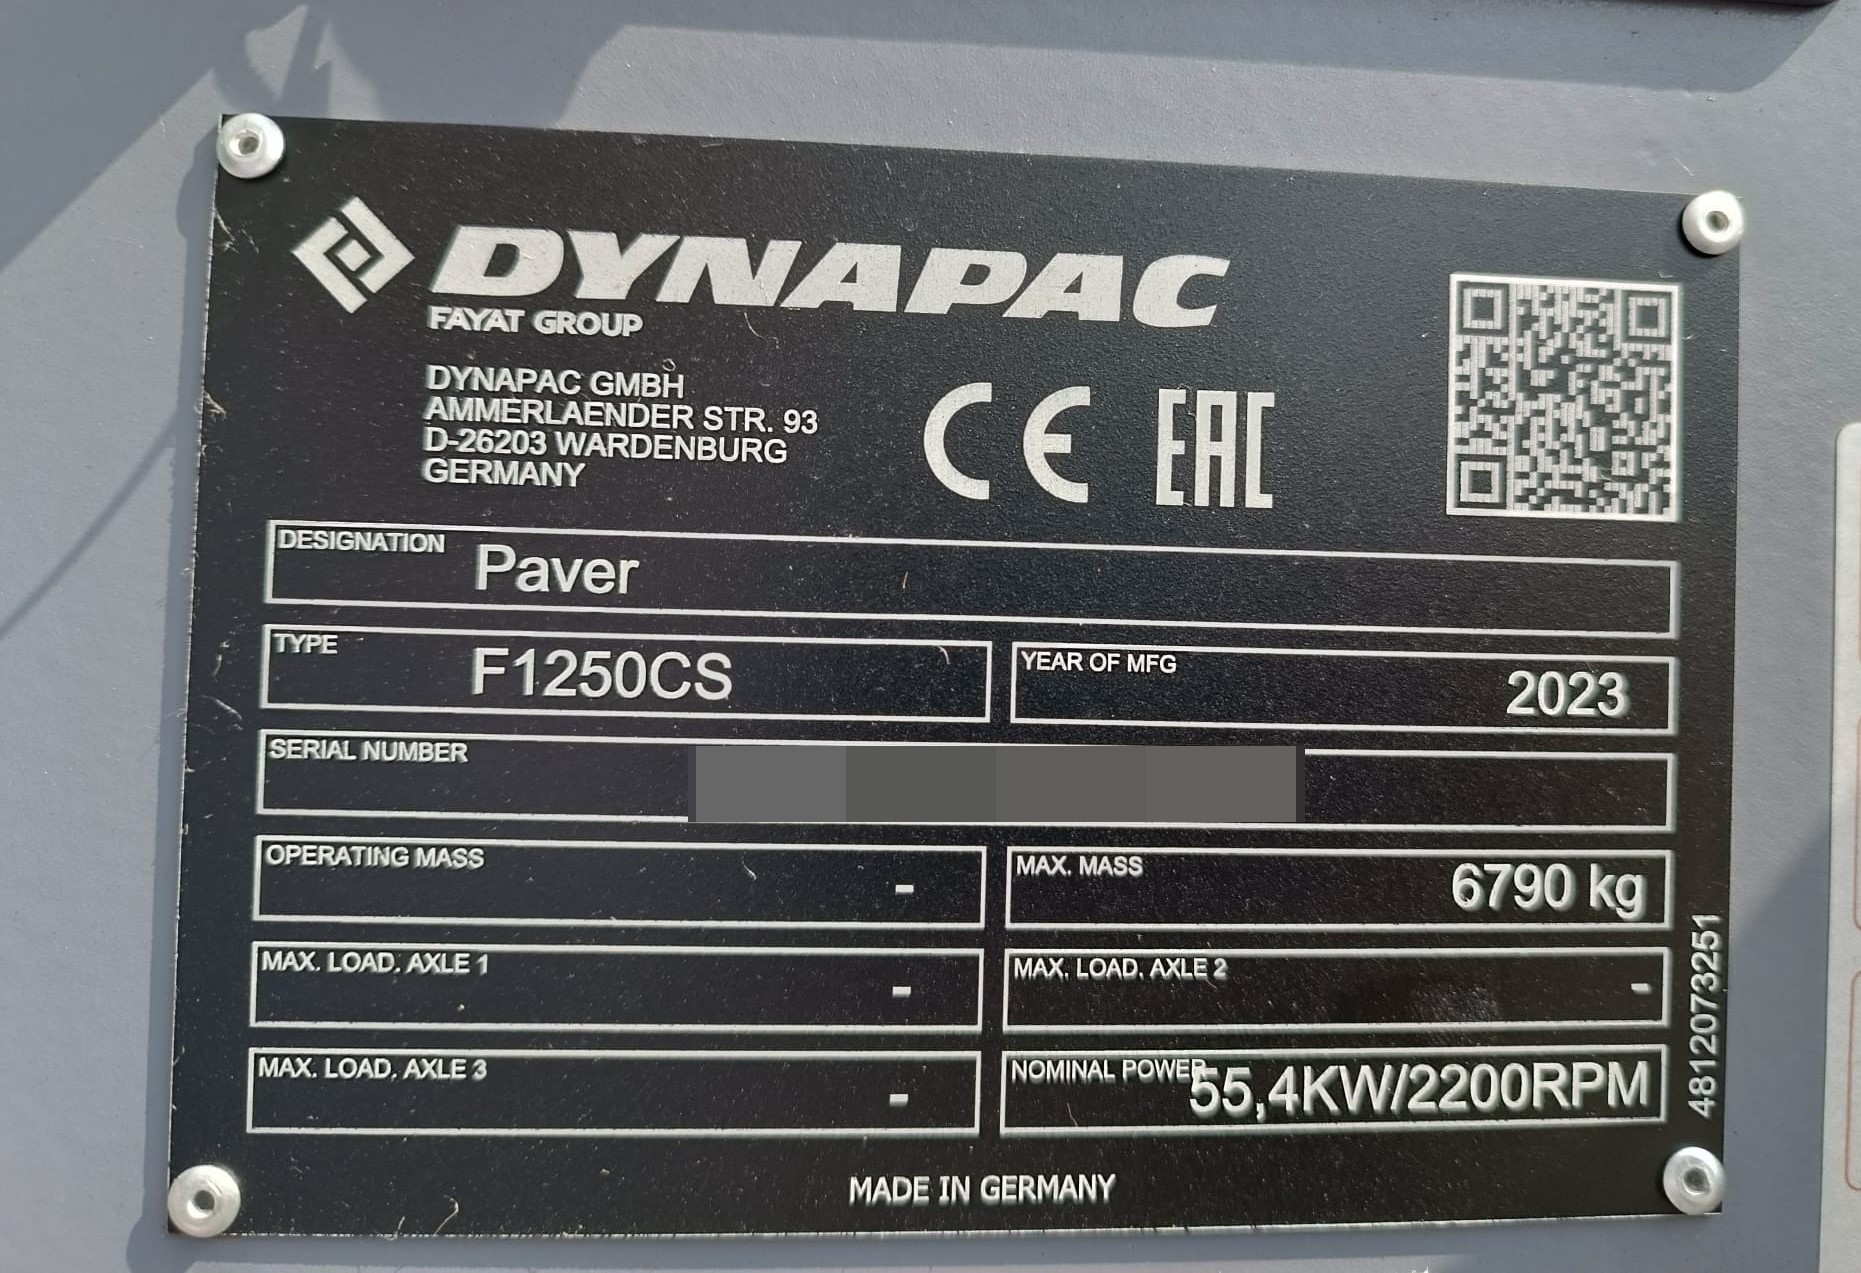 DYNAPAC
FAYAT GROUP
DYNAPAC GMBH
AMMERLAENDER STR. 93
D-26203 WARDENBURG
GERMANY
CE EAC
DESIGNATION Paver
TYPE F1250CS
YEAR OF MFG 2023
SERIAL NUMBER
OPERATING MASS -
MAX. MASS 6790 kg
MAX. LOAD. AXLE 1 -
MAX. LOAD. AXLE 2 -
MAX. LOAD. AXLE 3 -
NOMINAL POWER 55,4KW/2200RPM
4812073251
MADE IN GERMANY